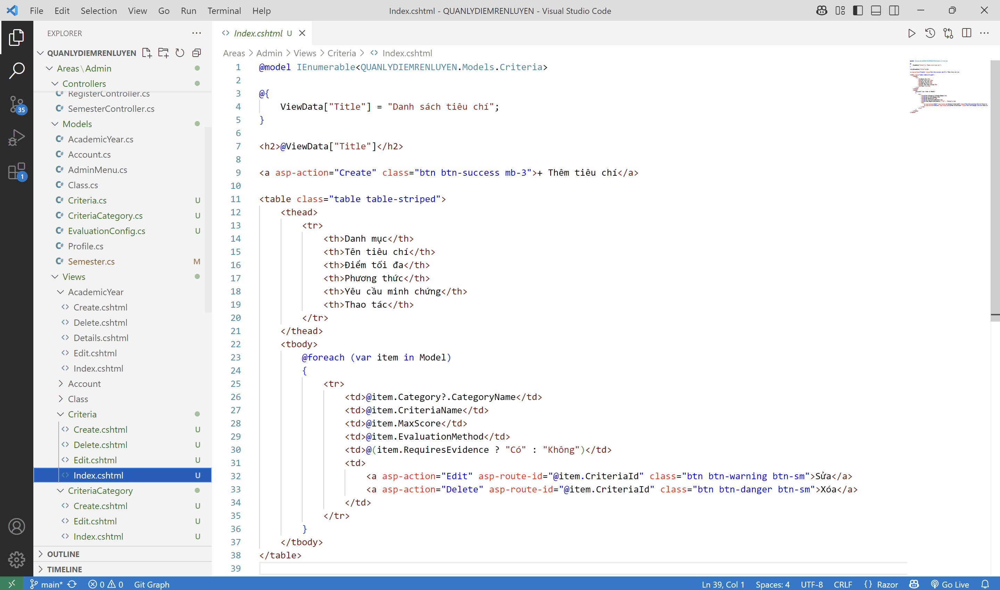 File Edit Selection View Go Run Terminal Help
Index.cshtml - QUANLYDIEMRENLUYEN - Visual Studio Code
EXPLORER
QUANLYDIEMRENLUYEN
Areas\Admin
Controllers
RegisterController.cs
SemesterController.cs
Models
AcademicYear.cs
Account.cs
AdminMenu.cs
Class.cs
Criteria.cs U
CriteriaCategory.cs U
EvaluationConfig.cs U
Profile.cs
Semester.cs M
Views
AcademicYear
Create.cshtml
Delete.cshtml
Details.cshtml
Edit.cshtml
Index.cshtml
Account
Class
Criteria
Create.cshtml U
Delete.cshtml U
Edit.cshtml U
Index.cshtml U
CriteriaCategory
Create.cshtml U
Edit.cshtml U
Index.cshtml U
OUTLINE
TIMELINE
35
1
Index.cshtml U
Areas > Admin > Views > Criteria > Index.cshtml
1 @model IEnumerable<QUANLYDIEMRENLUYEN.Models.Criteria>
2
3 @{
4 ViewData["Title"] = "Danh sách tiêu chí";
5 }
6
7 <h2>@ViewData["Title"]</h2>
8
9 <a asp-action="Create" class="btn btn-success mb-3">+ Thêm tiêu chí</a>
10
11 <table class="table table-striped">
12 <thead>
13 <tr>
14 <th>Danh mục</th>
15 <th>Tên tiêu chí</th>
16 <th>Điểm tối đa</th>
17 <th>Phương thức</th>
18 <th>Yêu cầu minh chứng</th>
19 <th>Thao tác</th>
20 </tr>
21 </thead>
22 <tbody>
23 @foreach (var item in Model)
24 {
25 <tr>
26 <td>@item.Category?.CategoryName</td>
27 <td>@item.CriteriaName</td>
28 <td>@item.MaxScore</td>
29 <td>@item.EvaluationMethod</td>
30 <td>@(item.RequiresEvidence ? "Có" : "Không")</td>
31 <td>
32 <a asp-action="Edit" asp-route-id="@item.CriteriaId" class="btn btn-warning btn-sm">Sửa</a>
33 <a asp-action="Delete" asp-route-id="@item.CriteriaId" class="btn btn-danger btn-sm">Xóa</a>
34 </td>
35 </tr>
36 }
37 </tbody>
38 </table>
39
main* 0 0 Git Graph
Ln 39, Col 1 Spaces: 4 UTF-8 CRLF {} Razor Go Live